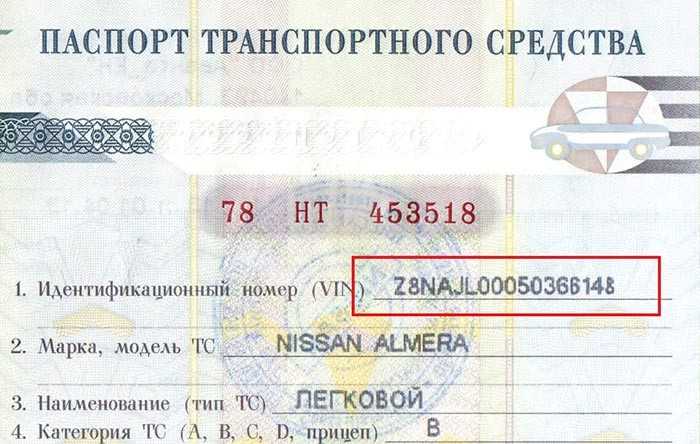 ПАСПОРТ ТРАНСПОРТНОГО СРЕДСТВА
78 НТ 453518
1. Идентификационный номер (VIN) Z8NAJL00050366148
2. Марка, модель ТС NISSAN ALMERA
3. Наименование (тип ТС) ЛЕГКОВОЙ
4. Категория ТС (A, B, C, D, прицеп) B